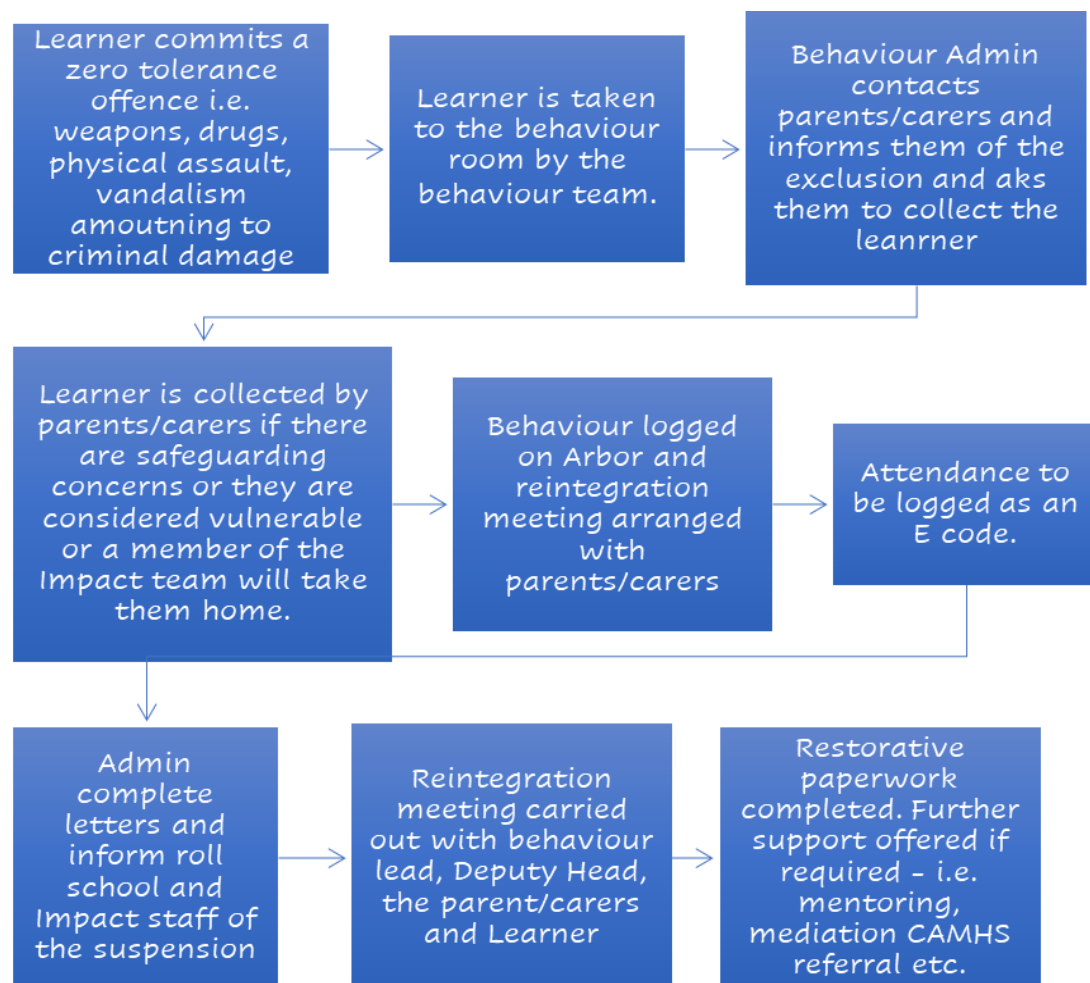 Learner commits a
zero tolerance
offence i.e.
weapons, drugs,
physical assault,
vandalism
amoutning to
criminal damage
Learner is taken
to the behaviour
room by the
behaviour team.
Behaviour Admin
contacts
parents/carers and
informs them of the
exclusion and aks
them to collect the
leanrner
Learner is collected by
parents/carers if there
are safeguarding
concerns or they are
considered vulnerable
or a member of the
Impact team will take
them home.
Behaviour logged
on Arbor and
reintegration
meeting arranged
with
parents/carers
Attendance to
be logged as an
E code.
Admin
complete
letters and
inform roll
school and
Impact staff of
the suspension
Reintegration
meeting carried
out with behaviour
lead, Deputy Head,
the parent/carers
and Learner
Restorative
paperwork
completed. Further
support offered if
required - i.e.
mentoring,
mediation CAMHS
referral etc.